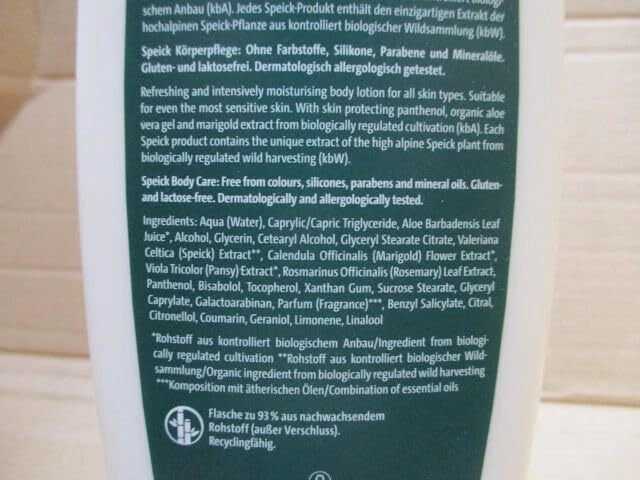 schem Anbau (kbA). Jedes Speick-Produkt enthält den einzigartigen Extrakt der
hochalpinen Speick-Pflanze aus kontrolliert biologischer Wildsammlung (kbW).
Speick Körperpflege: Ohne Farbstoffe, Silikone, Parabene und Mineralöle.
Gluten- und laktosefrei. Dermatologisch allergologisch getestet.
Refreshing and intensively moisturising body lotion for all skin types. Suitable
for even the most sensitive skin. With skin protecting panthenol, organic aloe
vera gel and marigold extract from biologically regulated cultivation (kbA). Each
Speick product contains the unique extract of the high alpine Speick plant from
biologically regulated wild harvesting (kbW).
Speick Body Care: Free from colours, silicones, parabens and mineral oils. Gluten-
and lactose-free. Dermatologically and allergologically tested.
Ingredients: Aqua (Water), Caprylic/Capric Triglyceride, Aloe Barbadensis Leaf
Juice*, Alcohol, Glycerin, Cetearyl Alcohol, Glyceryl Stearate Citrate, Valeriana
Celtica (Speick) Extract**, Calendula Officinalis (Marigold) Flower Extract*,
Viola Tricolor (Pansy) Extract*, Rosmarinus Officinalis (Rosemary) Leaf Extract,
Panthenol, Bisabolol, Tocopherol, Xanthan Gum, Sucrose Stearate, Glyceryl
Caprylate, Galactoarabinan, Parfum (Fragrance)***, Benzyl Salicylate, Citral,
Citronellol, Coumarin, Geraniol, Limonene, Linalool
*Rohstoff aus kontrolliert biologischem Anbau/Ingredient from biologi-
cally regulated cultivation **Rohstoff aus kontrolliert biologischer Wild-
sammlung/Organic ingredient from biologically regulated wild harvesting
***Komposition mit ätherischen Ölen/Combination of essential oils
Flasche zu 93 % aus nachwachsendem
Rohstoff (außer Verschluss).
Recyclingfähig.